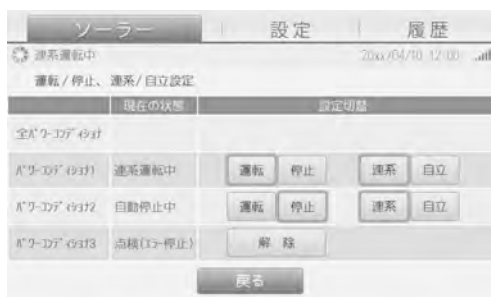 ソーラー 設定 履歴
連系運転中 20xx/04/10 12:00
運転/停止、連系/自立設定
現在の状態 設定切替
全ﾊﾟﾜｰｺﾝﾃﾞｨｼｮﾅ
ﾊﾟﾜｰｺﾝﾃﾞｨｼｮﾅ1 連系運転中 運転 停止 連系 自立
ﾊﾟﾜｰｺﾝﾃﾞｨｼｮﾅ2 自動停止中 運転 停止 連系 自立
ﾊﾟﾜｰｺﾝﾃﾞｨｼｮﾅ3 点検(ｴﾗｰ停止) 解 除
戻る